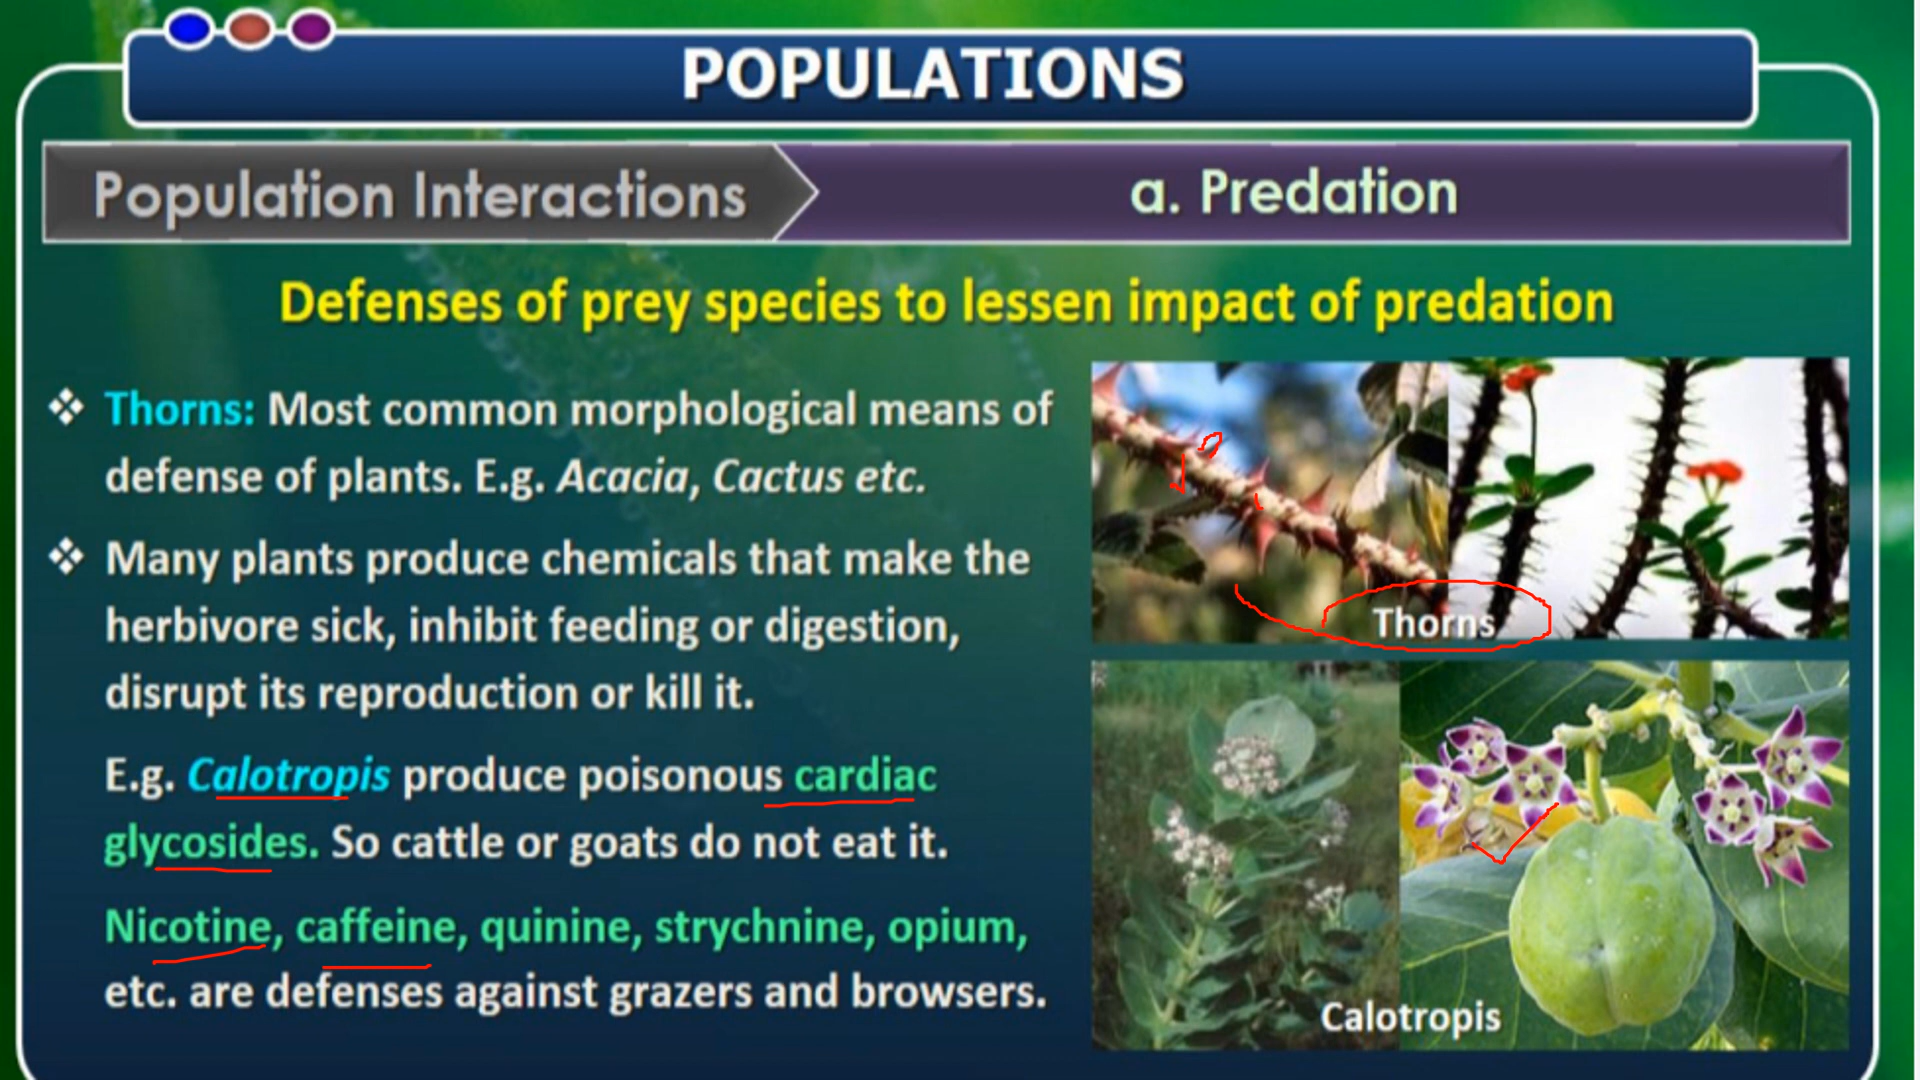 POPULATIONS
Population Interactions
a. Predation
Defenses of prey species to lessen impact of predation
❖ Thorns: Most common morphological means of
defense of plants. E.g. Acacia, Cactus etc.
❖ Many plants produce chemicals that make the
herbivore sick, inhibit feeding or digestion,
disrupt its reproduction or kill it.
E.g. Calotropis produce poisonous cardiac
glycosides. So cattle or goats do not eat it.
Nicotine, caffeine, quinine, strychnine, opium,
etc. are defenses against grazers and browsers.
Thorns
Calotropis